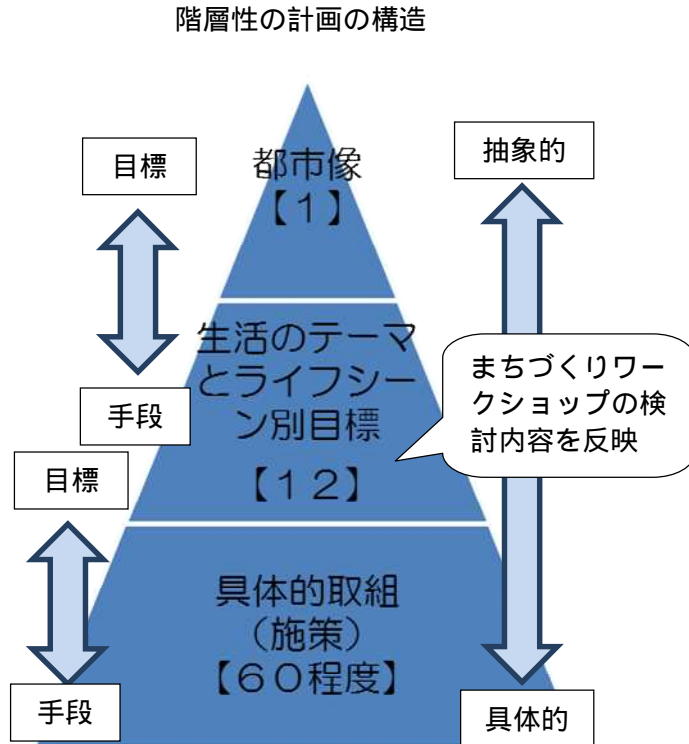 階層性の計画の構造
目標
抽象的
都市像
【１】
手段
生活のテーマ
とライフシー
ン別目標
【１２】
まちづくりワー
クショップの検
討内容を反映
目標
具体的取組
（施策）
【６０程度】
手段
具体的